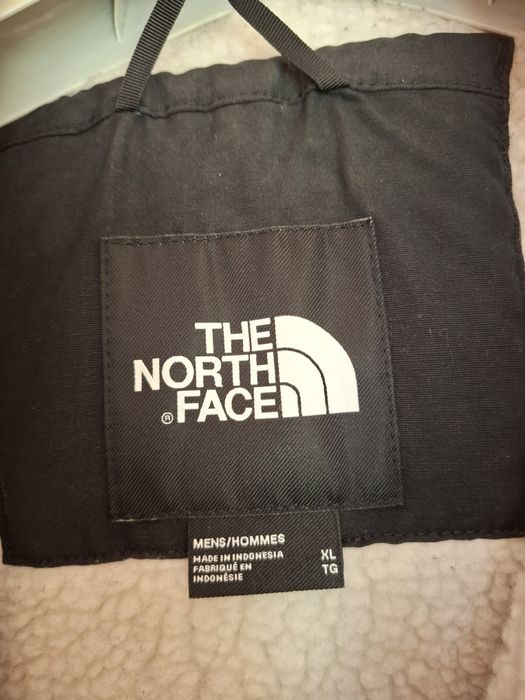 THE
NORTH
® FACE
MENS/HOMMES
MADE IN INDONESIA XL
FABRIQUÉ EN TG
INDONÉSIE